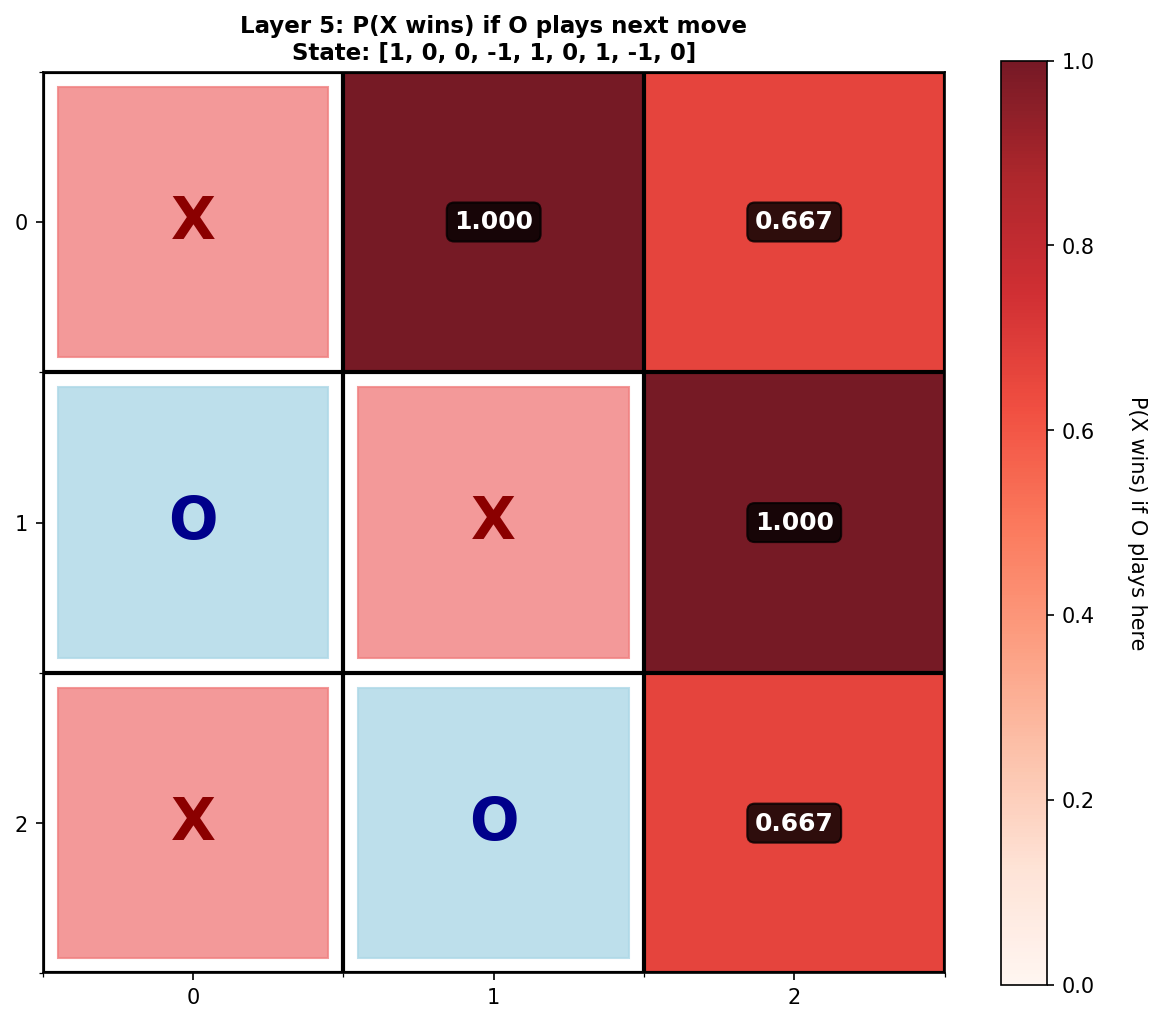 Layer 5: P(X wins) if O plays next move
State: [1, 0, 0, -1, 1, 0, 1, -1, 0]
0
X
1.000
0.667
1
O
X
1.000
2
X
O
0.667
0
1
2
1.0
0.8
0.6
0.4
0.2
0.0
P(X wins) if O plays here